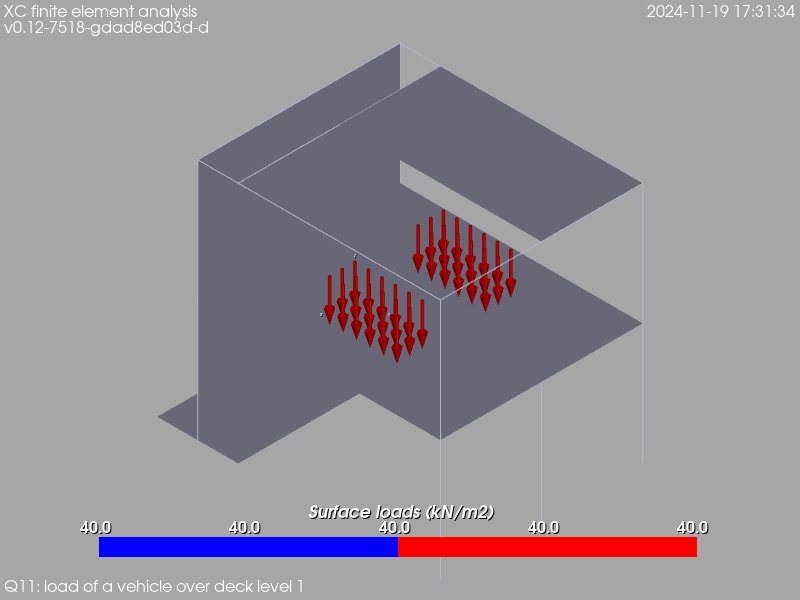 XC finite element analysis
v0.12-7518-gdad8ed03d-d
2024-11-19 17:31:34
Surface loads (kN/m2)
40.0 40.0 40.0 40.0 40.0
Q11: load of a vehicle over deck level 1